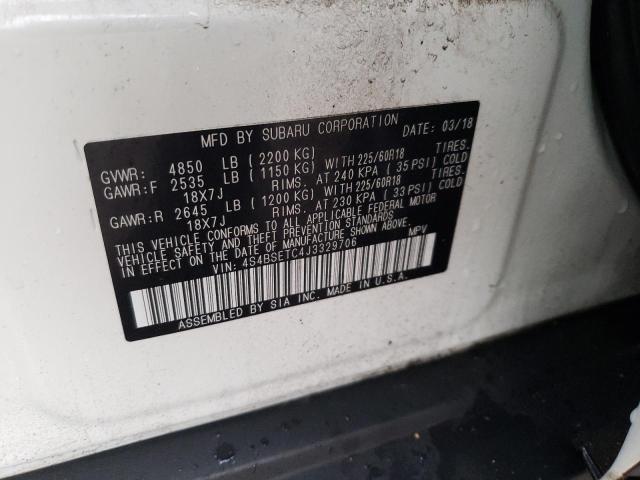 MFD BY SUBARU CORPORATION DATE: 03/18
GVWR: 4850 LB (2200 KG) TIRES.
GAWR:F 2535 LB (1150 KG) WITH 225/60R18
18X7J RIMS. AT 240 KPA (35 PSI) COLD
GAWR:R 2645 LB (1200 KG) WITH 225/60R18 TIRES.
18X7J RIMS. AT 230 KPA (33 PSI) COLD
THIS VEHICLE CONFORMS TO ALL APPLICABLE FEDERAL MOTOR
VEHICLE SAFETY AND THEFT PREVENTION STANDARDS
IN EFFECT ON THE DATE OF MANUFACTURE SHOWN ABOVE.
VIN: 4S4BSETC4J3329706 MPV
ASSEMBLED BY SIA INC. MADE IN U.S.A.